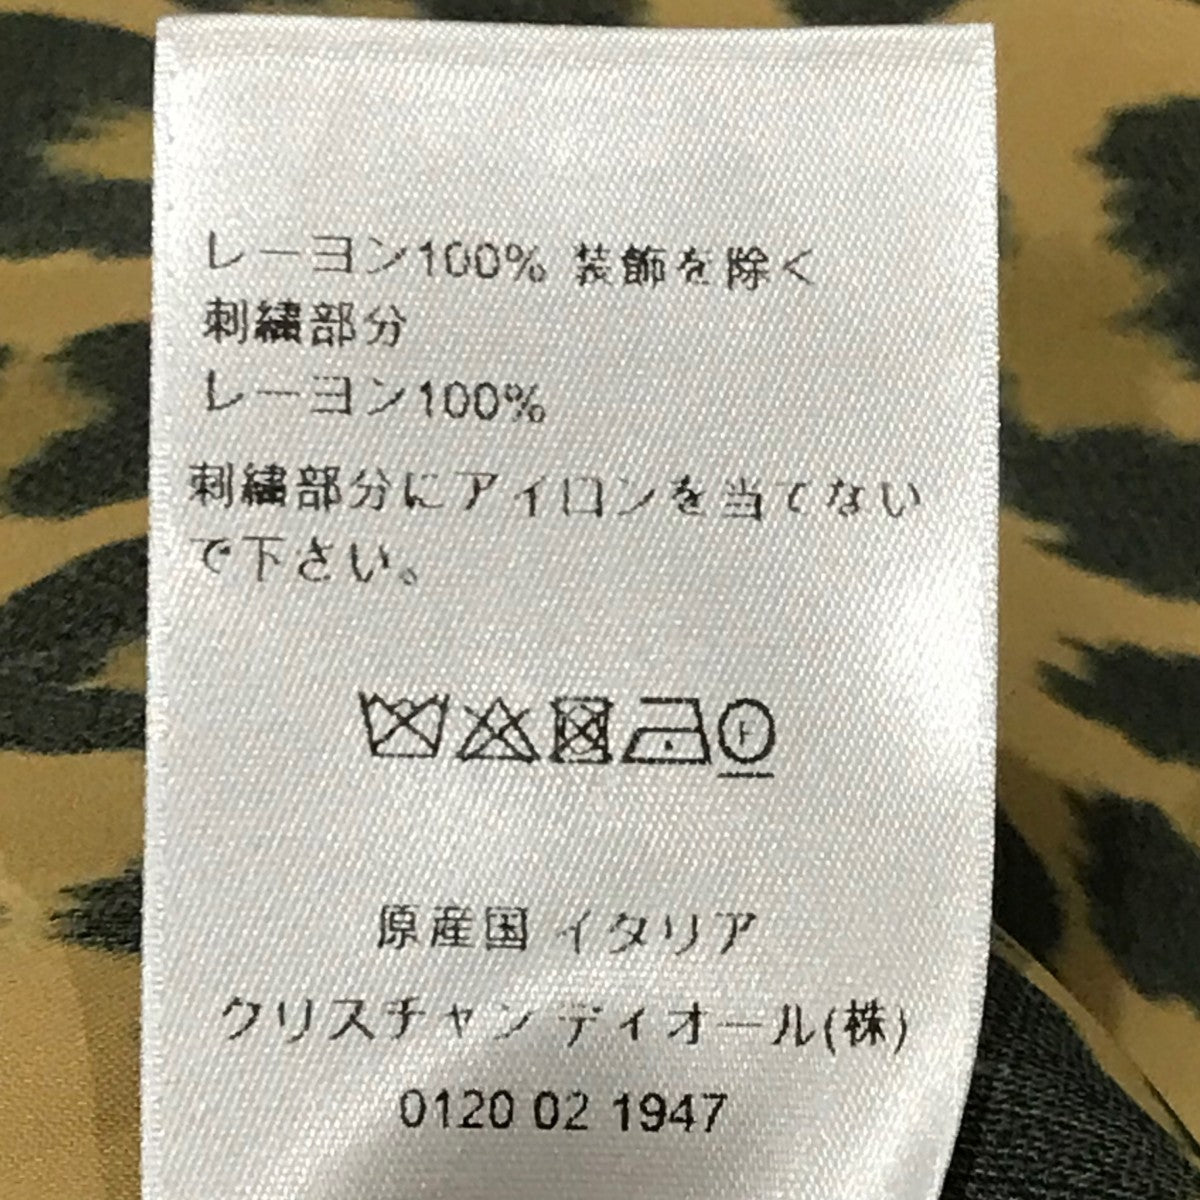 レーヨン100% 装飾を除く
刺繍部分
レーヨン100%
刺繍部分にアイロンを当てない
で下さい。
F
原産国 イタリア
クリスチャン ディオール(株)
0120 02 1947